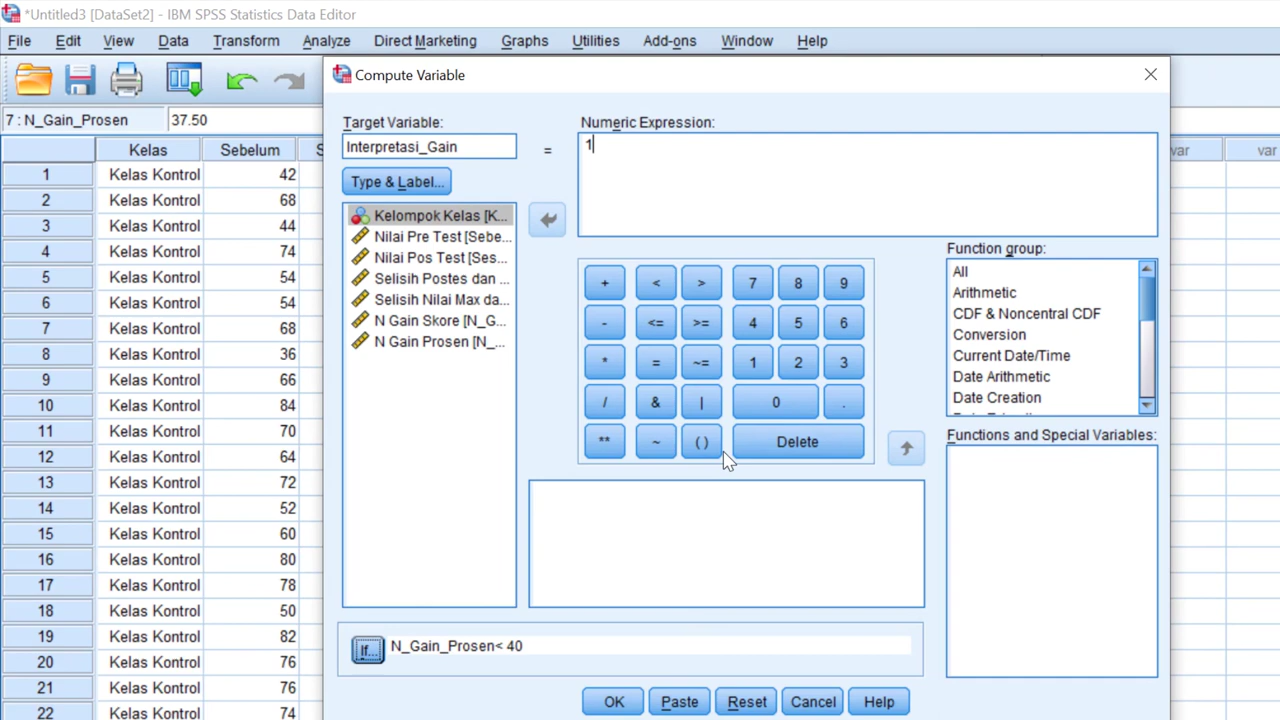 *Untitled3 [DataSet2] - IBM SPSS Statistics Data Editor
File Edit View Data Transform Analyze Direct Marketing Graphs Utilities Add-ons Window Help
Compute Variable
7 : N_Gain_Prosen 37.50
Target Variable:
Interpretasi_Gain
=
Numeric Expression:
1
Type & Label...
Kelompok Kelas [K...
Nilai Pre Test [Sebe...
Nilai Pos Test [Ses...
Selisih Postes dan ...
Selisih Nilai Max da...
N Gain Skore [N_G...
N Gain Prosen [N_...
+ < > 7 8 9
- <= >= 4 5 6
* = ~= 1 2 3
/ & | 0 .
** ~ ( ) Delete
Function group:
All
Arithmetic
CDF & Noncentral CDF
Conversion
Current Date/Time
Date Arithmetic
Date Creation
Functions and Special Variables:
If... N_Gain_Prosen< 40
OK Paste Reset Cancel Help
Kelas Sebelum S var var
1 Kelas Kontrol 42
2 Kelas Kontrol 68
3 Kelas Kontrol 44
4 Kelas Kontrol 74
5 Kelas Kontrol 54
6 Kelas Kontrol 54
7 Kelas Kontrol 68
8 Kelas Kontrol 36
9 Kelas Kontrol 66
10 Kelas Kontrol 84
11 Kelas Kontrol 70
12 Kelas Kontrol 64
13 Kelas Kontrol 72
14 Kelas Kontrol 52
15 Kelas Kontrol 60
16 Kelas Kontrol 80
17 Kelas Kontrol 78
18 Kelas Kontrol 50
19 Kelas Kontrol 82
20 Kelas Kontrol 76
21 Kelas Kontrol 76
22 Kelas Kontrol 74